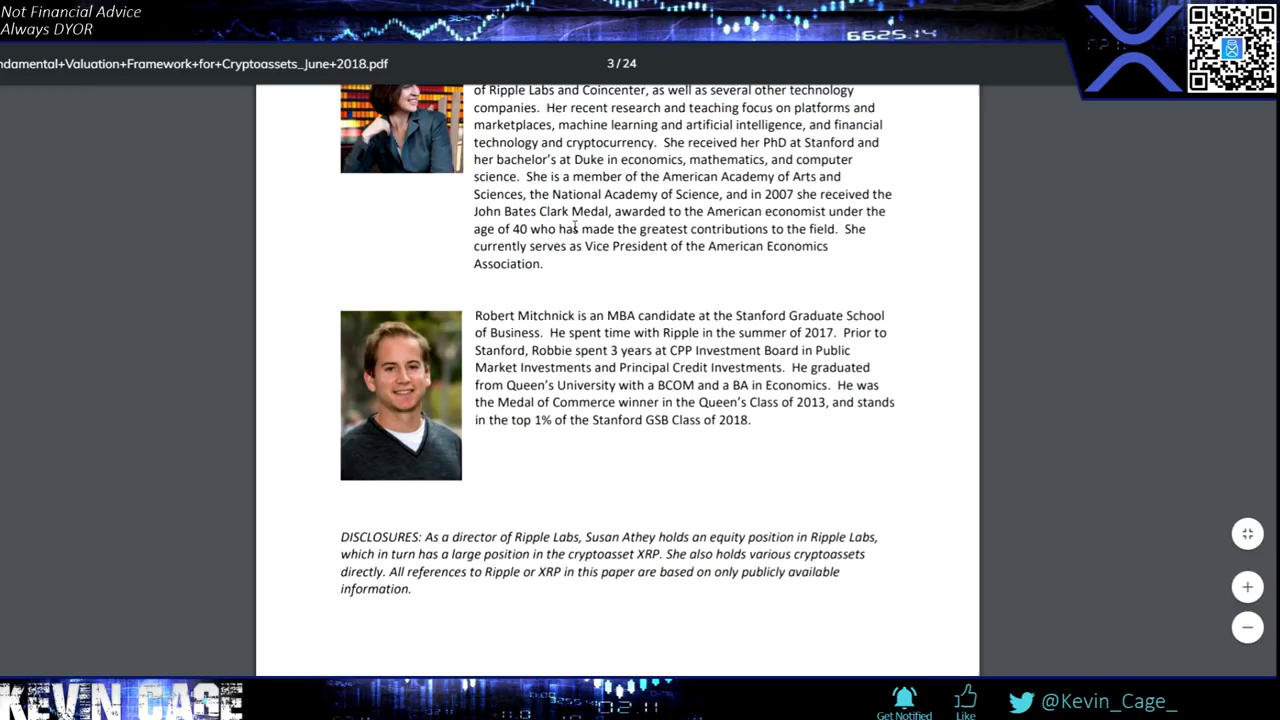 Not Financial Advice
Always DYOR
6625.14
ndamental+Valuation+Framework+for+Cryptoassets_June+2018.pdf
3 / 24
of Ripple Labs and Coincenter, as well as several other technology
companies.  Her recent research and teaching focus on platforms and
marketplaces, machine learning and artificial intelligence, and financial
technology and cryptocurrency.  She received her PhD at Stanford and
her bachelor's at Duke in economics, mathematics, and computer
science.  She is a member of the American Academy of Arts and
Sciences, the National Academy of Science, and in 2007 she received the
John Bates Clark Medal, awarded to the American economist under the
age of 40 who has made the greatest contributions to the field.  She
currently serves as Vice President of the American Economics
Association.
Robert Mitchnick is an MBA candidate at the Stanford Graduate School
of Business.  He spent time with Ripple in the summer of 2017.  Prior to
Stanford, Robbie spent 3 years at CPP Investment Board in Public
Market Investments and Principal Credit Investments.  He graduated
from Queen's University with a BCOM and a BA in Economics.  He was
the Medal of Commerce winner in the Queen's Class of 2013, and stands
in the top 1% of the Stanford GSB Class of 2018.
DISCLOSURES: As a director of Ripple Labs, Susan Athey holds an equity position in Ripple Labs,
which in turn has a large position in the cryptoasset XRP. She also holds various cryptoassets
directly. All references to Ripple or XRP in this paper are based on only publicly available
information.
KEVIN CAGE
Get Notified
Like
@Kevin_Cage_